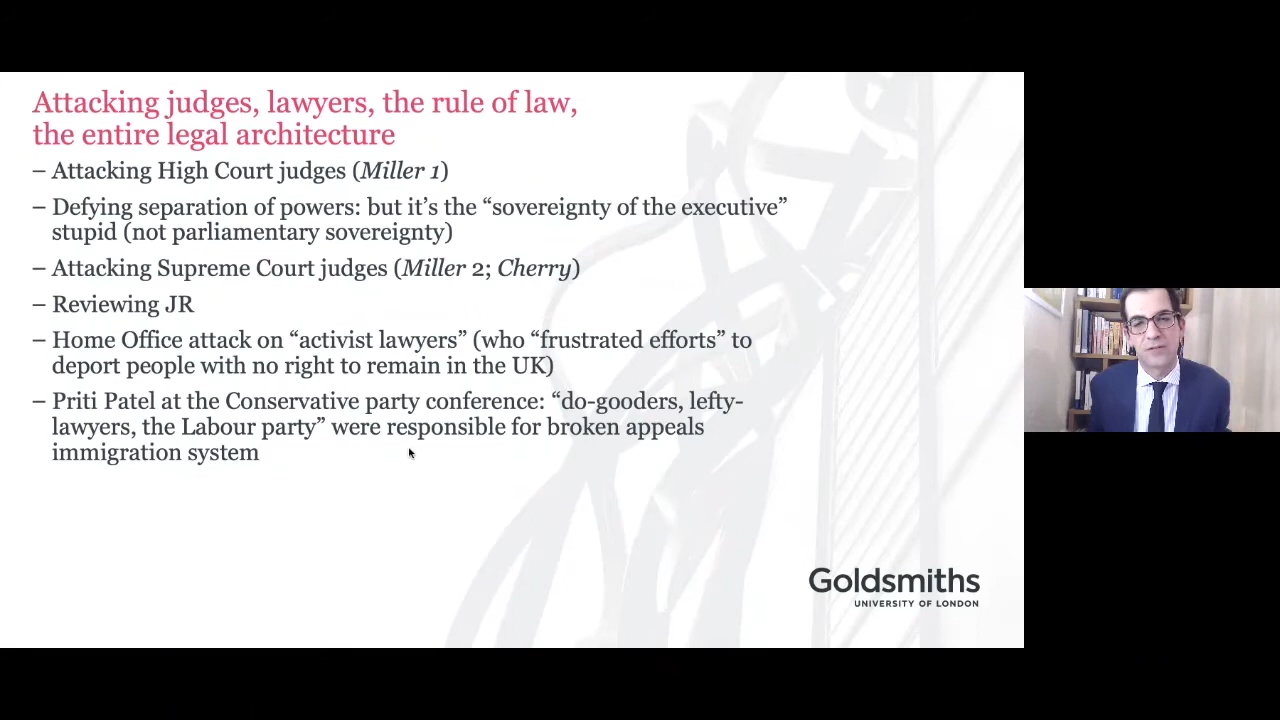 Attacking judges, lawyers, the rule of law,
the entire legal architecture
– Attacking High Court judges (Miller 1)
– Defying separation of powers: but it’s the “sovereignty of the executive”
stupid (not parliamentary sovereignty)
– Attacking Supreme Court judges (Miller 2; Cherry)
– Reviewing JR
– Home Office attack on “activist lawyers” (who “frustrated efforts” to
deport people with no right to remain in the UK)
– Priti Patel at the Conservative party conference: “do-gooders, lefty-
lawyers, the Labour party” were responsible for broken appeals
immigration system
Goldsmiths
UNIVERSITY OF LONDON